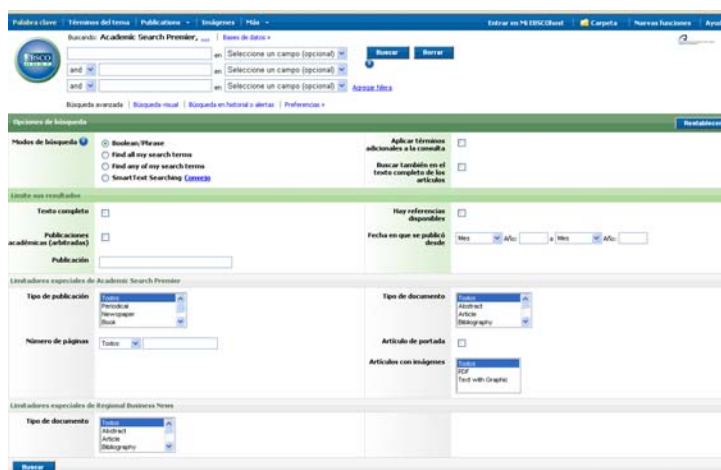 Palabra clave Términos del tema Publications Imágenes Más Entrar en Mi EBSCOhost Carpeta Nuevas funciones Ayu
Buscando: Academic Search Premier, ... Bases de datos »
EBSCO
HOST
en Seleccione un campo (opcional) Buscar Borrar
and en Seleccione un campo (opcional)
and en Seleccione un campo (opcional) Agregar hilera
Búsqueda avanzada Búsqueda visual Búsqueda en historial o alertas Preferencias »
Opciones de búsqueda Restablecer
Modos de búsqueda
Boolean/Phrase
Find all my search terms
Find any of my search terms
SmartText Searching Consejo
Aplicar términos
adicionales a la consulta
Buscar también en el
texto completo de los
artículos
Limite sus resultados
Texto completo
Hay referencias
disponibles
Publicaciones
académicas (arbitradas)
Fecha en que se publicó
desde
Mes Año: a Mes Año:
Publicación
Limitadores especiales de Academic Search Premier
Tipo de publicación
Todos
Periodical
Newspaper
Book
Tipo de documento
Todos
Abstract
Article
Bibliography
Número de páginas Todos
Artículo de portada
Artículos con imágenes
Todos
PDF
Text with Graphic
Limitadores especiales de Regional Business News
Tipo de documento
Todos
Abstract
Article
Bibliography
Buscar